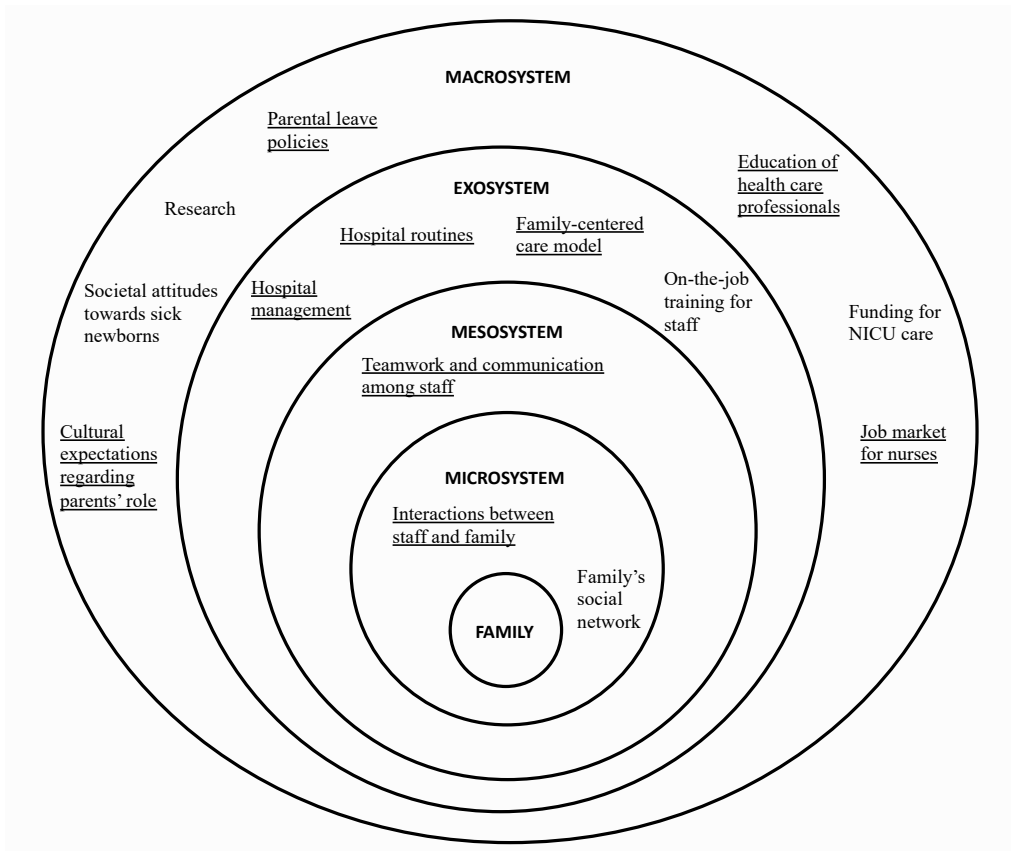 MACROSYSTEM
Parental leave
policies
Education of
health care
professionals
Research
Societal attitudes
towards sick
newborns
Funding for
NICU care
Cultural
expectations
regarding
parents’ role
Job market
for nurses
EXOSYSTEM
Hospital routines
Family-centered
care model
Hospital
management
On-the-job
training for
staff
MESOSYSTEM
Teamwork and communication
among staff
MICROSYSTEM
Interactions between
staff and family
Family’s
social
network
FAMILY